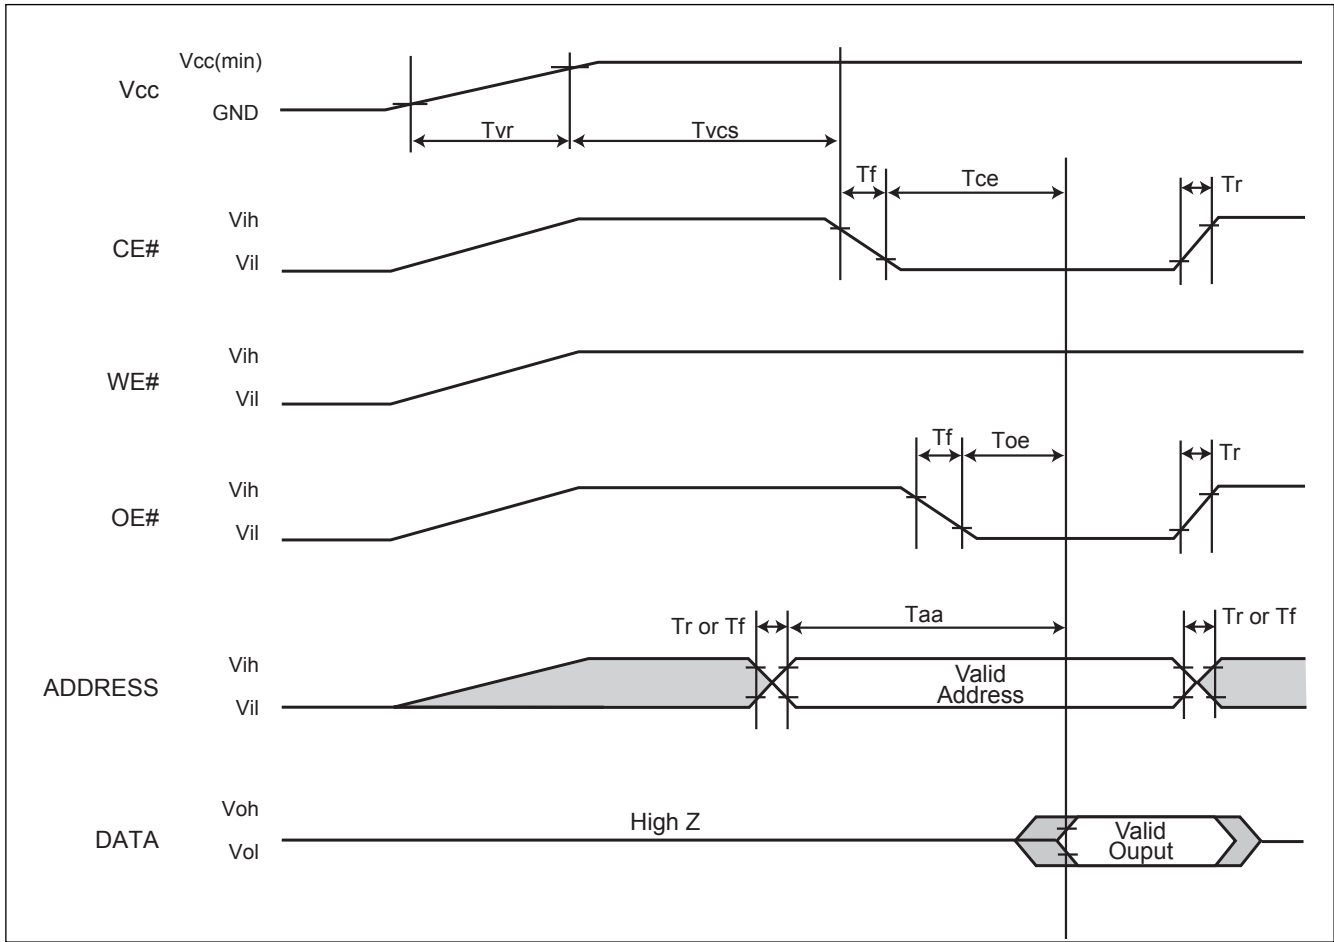 Vcc
Vcc(min)
GND
Tvr
Tvcs
Tf
Tce
Tr
CE#
Vih
Vil
WE#
Vih
Vil
Tf
Toe
Tr
OE#
Vih
Vil
Tr or Tf
Taa
Tr or Tf
ADDRESS
Vih
Vil
Valid
Address
DATA
Voh
Vol
High Z
Valid
Ouput